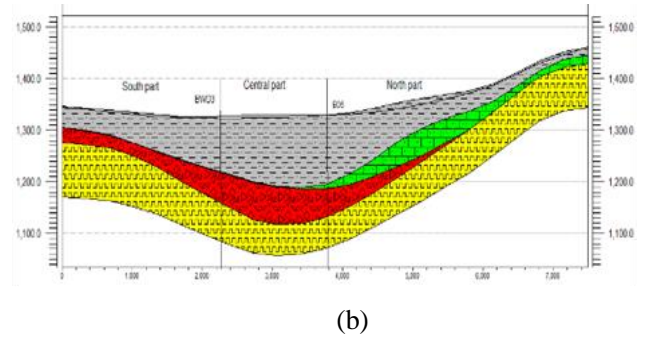 1,500.0 1,500.0
1,400.0 1,400.0
South part Central part North part
BWO3
1,300.0 1,300.0
1,200.0 1,200.0
1,100.0 1,100.0
0 1,000 2,000 3,000 4,000 5,000 6,000 7,000
(b)